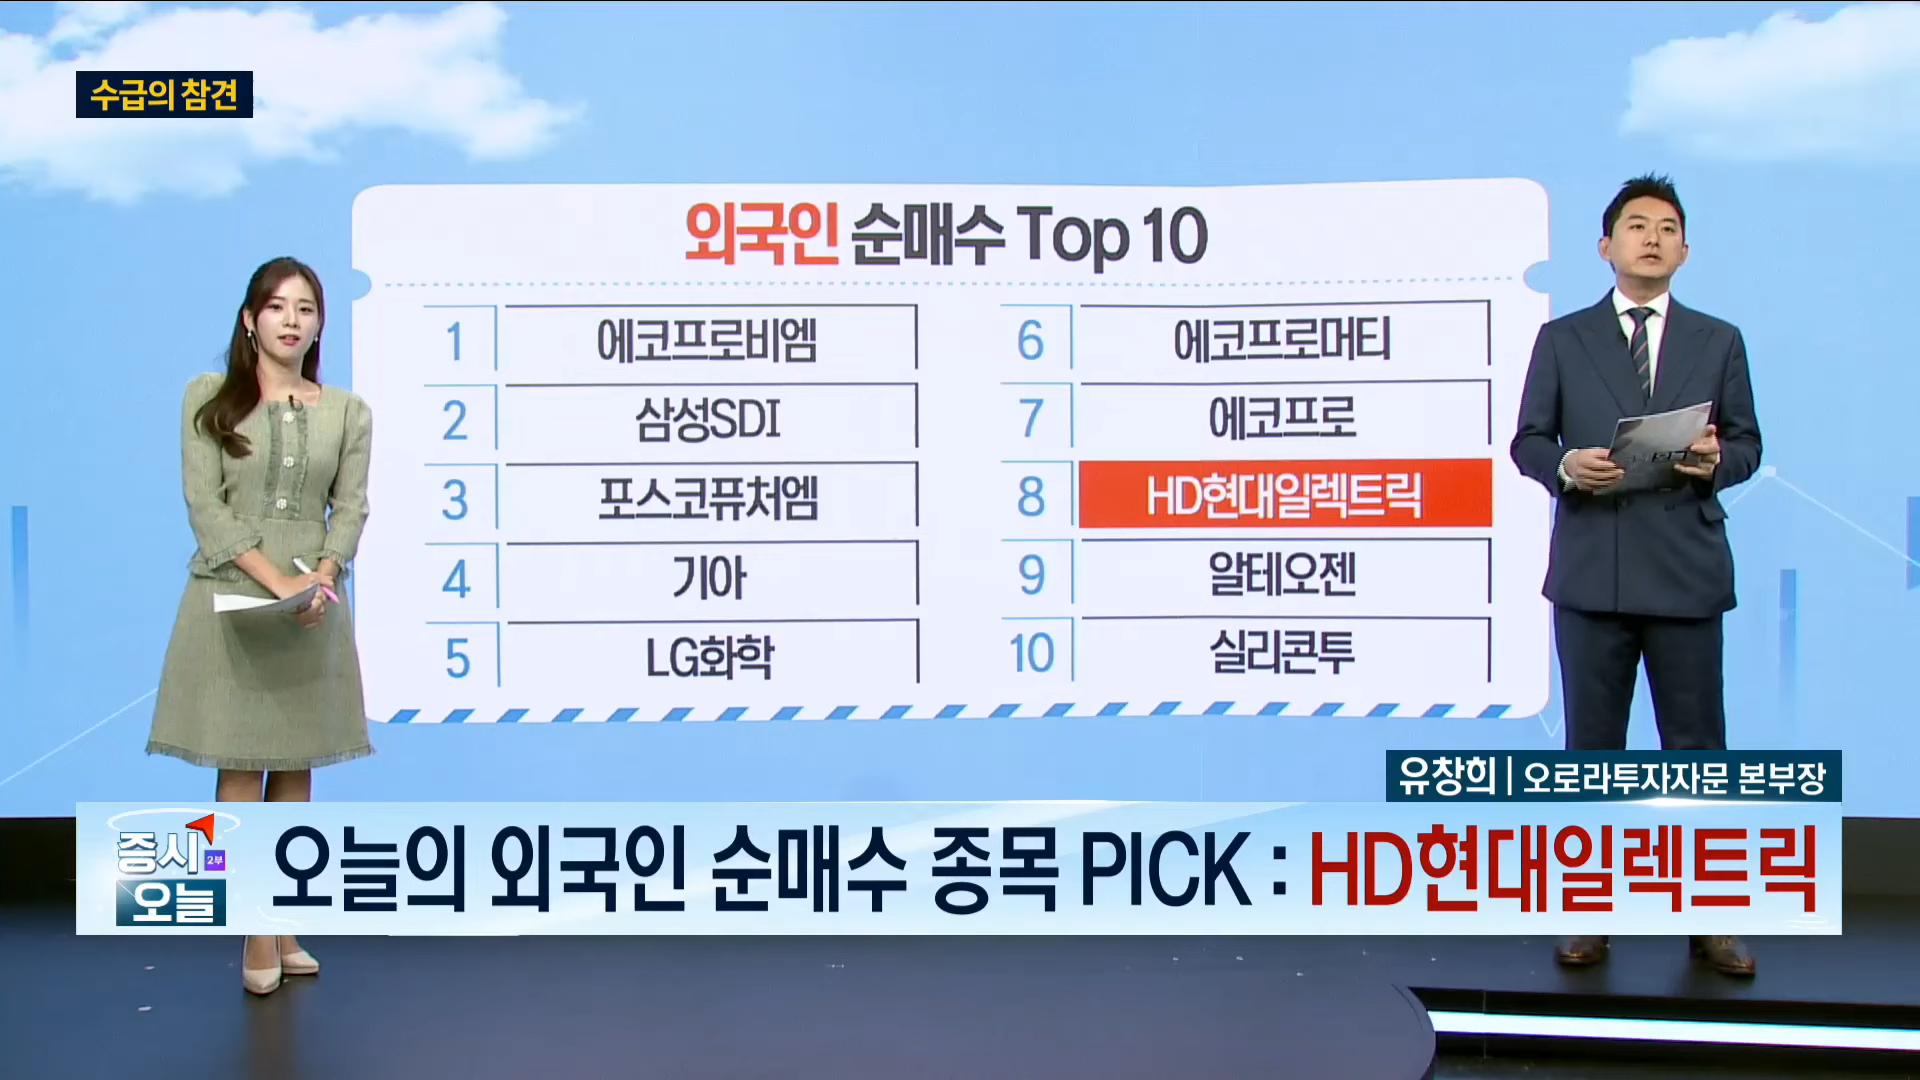 수급의 참견
외국인 순매수 Top 10
1 에코프로비엠
2 삼성SDI
3 포스코퓨처엠
4 기아
5 LG화학
6 에코프로머티
7 에코프로
8 HD현대일렉트릭
9 알테오젠
10 실리콘투
유창희 | 오로라투자자문 본부장
증시 2부
오늘
오늘의 외국인 순매수 종목 PICK : HD현대일렉트릭